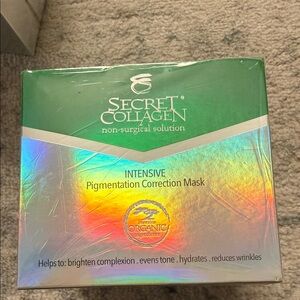 SECRET®
COLLAGEN
non-surgical solution
INTENSIVE
Pigmentation Correction Mask
ORGANIC
Helps to: brighten complexion . evens tone . hydrates . reduces wrinkles